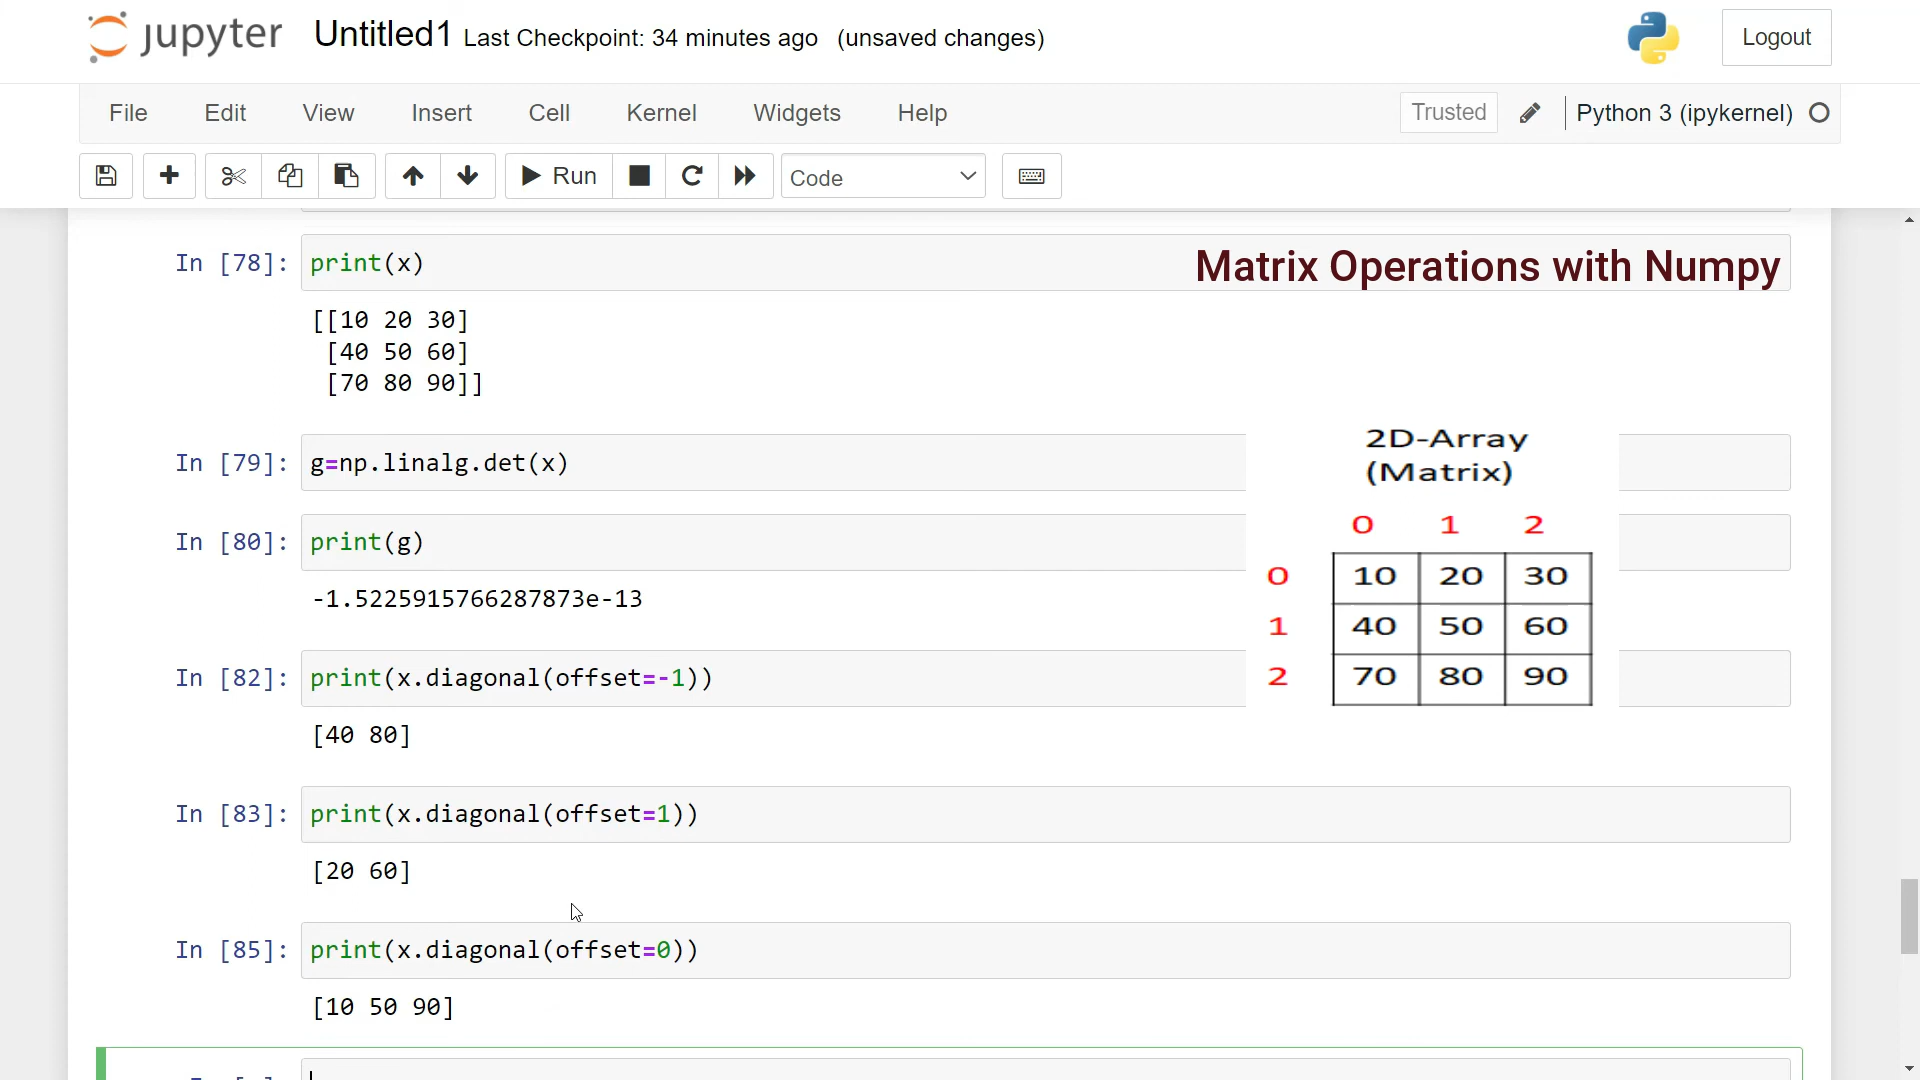 jupyter Untitled1 Last Checkpoint: 34 minutes ago (unsaved changes) Logout
File Edit View Insert Cell Kernel Widgets Help Trusted Python 3 (ipykernel)
Run Code
In [78]: print(x)
Matrix Operations with Numpy
[[10 20 30]
[40 50 60]
[70 80 90]]
In [79]: g=np.linalg.det(x)
In [80]: print(g)
-1.5225915766287873e-13
In [82]: print(x.diagonal(offset=-1))
[40 80]
2D-Array
(Matrix)
0 1 2
0 10 20 30
1 40 50 60
2 70 80 90
In [83]: print(x.diagonal(offset=1))
[20 60]
In [85]: print(x.diagonal(offset=0))
[10 50 90]